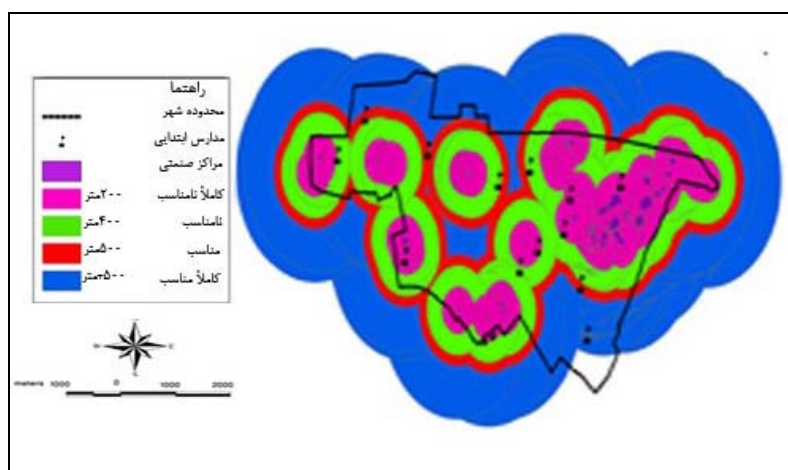 راهنما
محدوده شهر
مدارس ابتدایی
مراکز صنعتی
کاملاً نامناسب ۲۰۰متر
نامناسب ۴۰۰متر
مناسب ۵۰۰متر
کاملاً مناسب ۵۰۰متر+
meters 1000 0 1000 2000